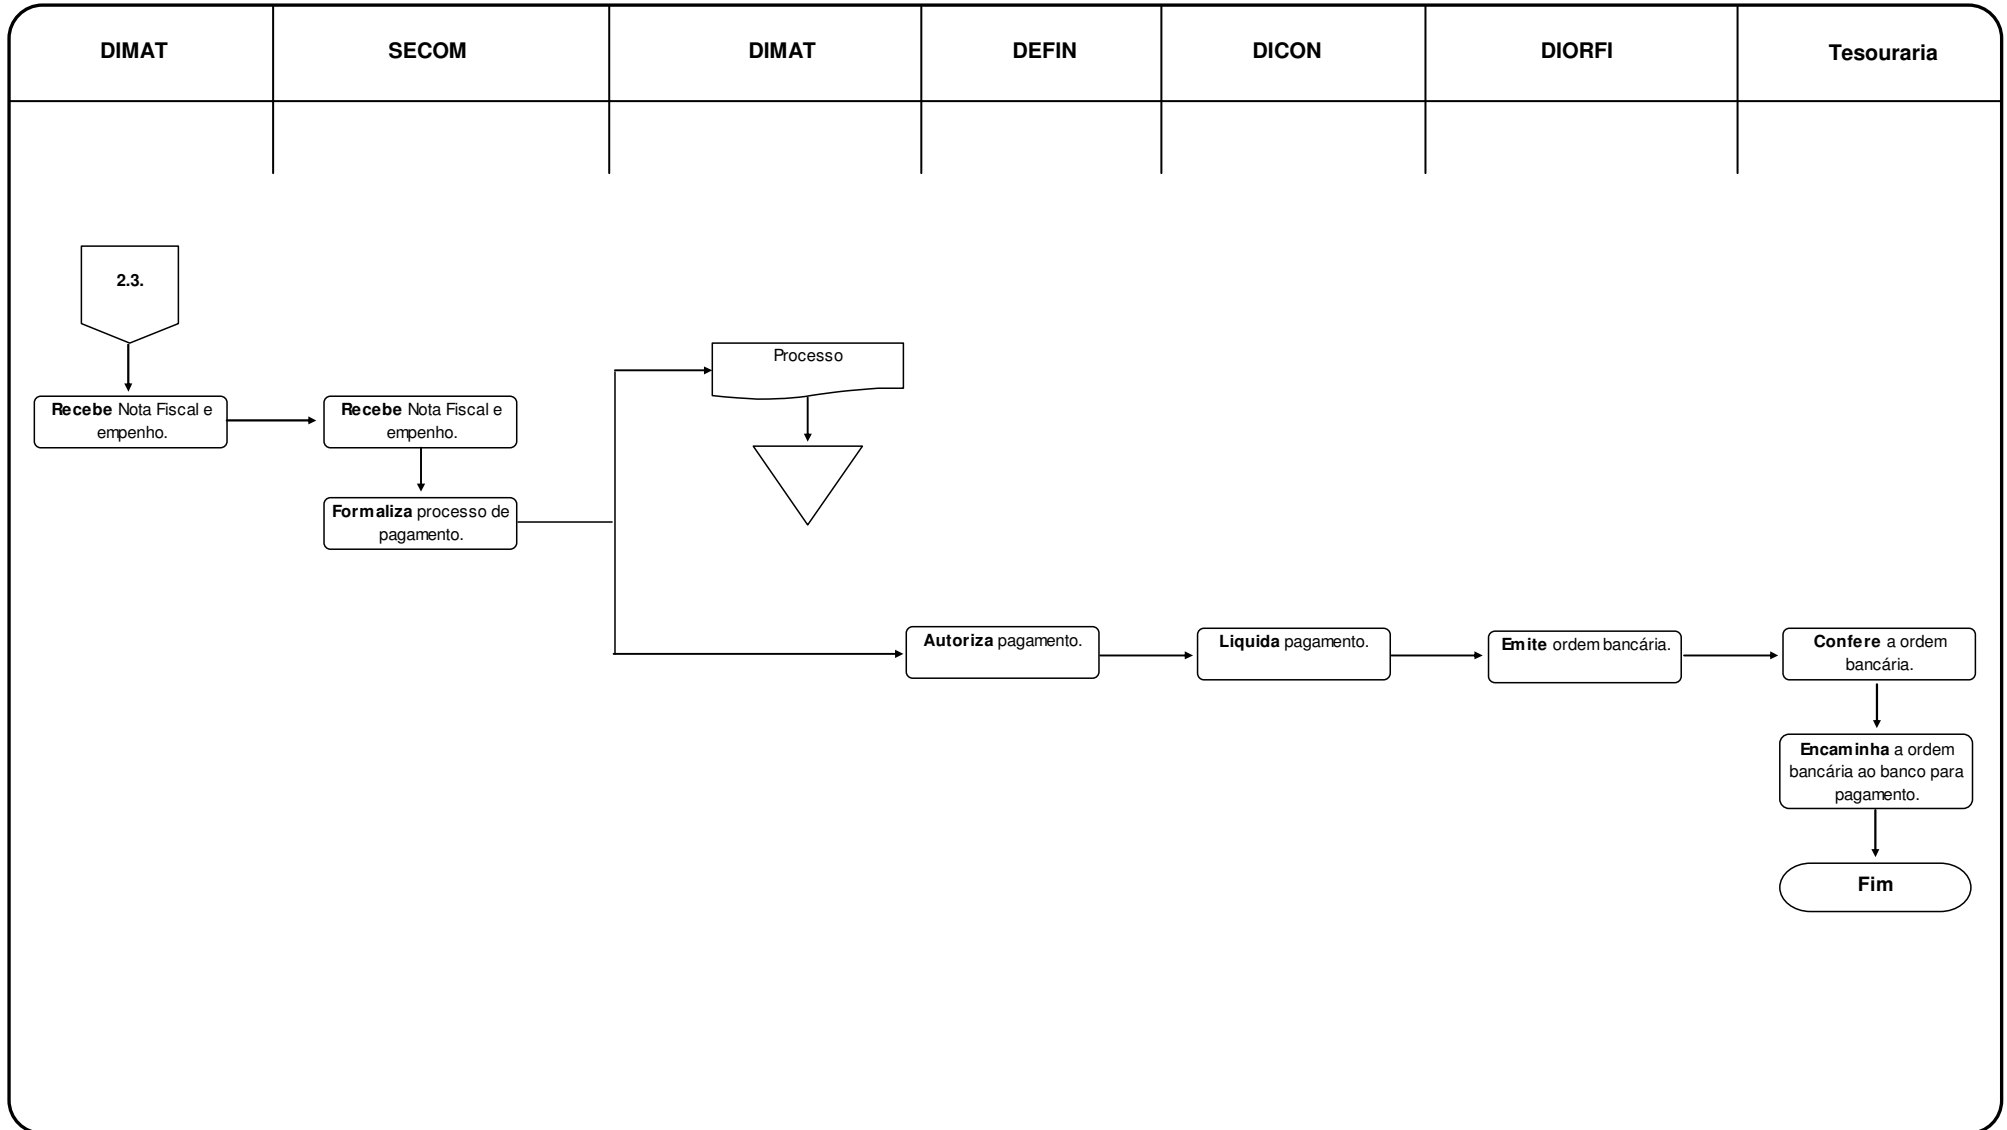 DIMAT
SECOM
DIMAT
DEFIN
DICON
DIORFI
Tesouraria
2.3.
Recebe Nota Fiscal e
empenho.
Recebe Nota Fiscal e
empenho.
Formaliza processo de
pagamento.
Processo
Autoriza pagamento.
Liquida pagamento.
Emite ordem bancária.
Confere a ordem
bancária.
Encaminha a ordem
bancária ao banco para
pagamento.
Fim